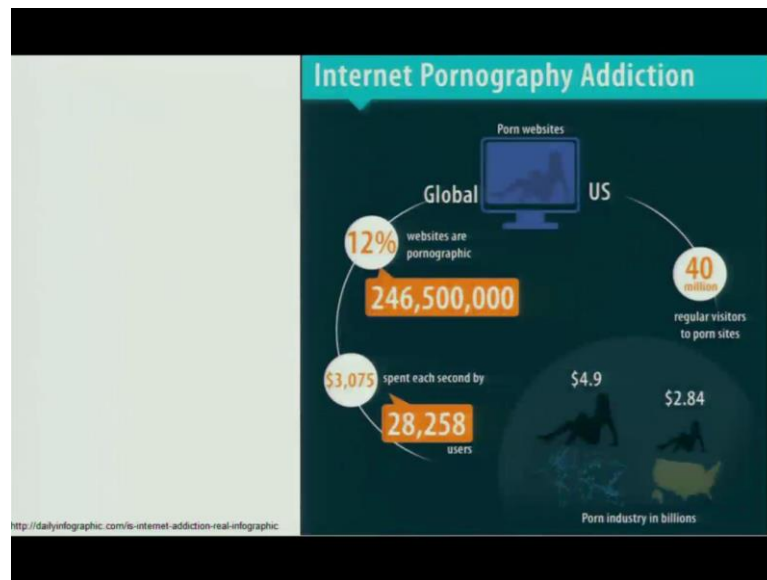 Internet Pornography Addiction
Porn websites
Global
US
12%
websites are
pornographic
246,500,000
40
million
regular visitors
to porn sites
$3,075
spent each second by
28,258
users
$4.9
$2.84
Porn industry in billions
http://dailyinfographic.com/is-internet-addiction-real-infographic